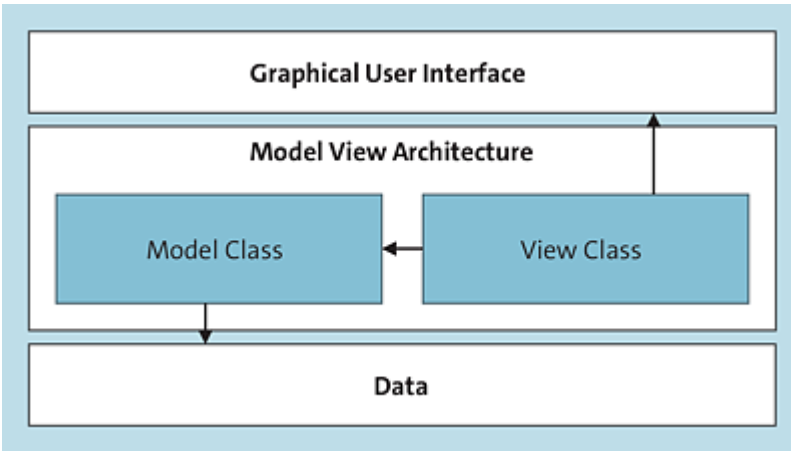 Graphical User Interface
Model View Architecture
Model Class
View Class
Data